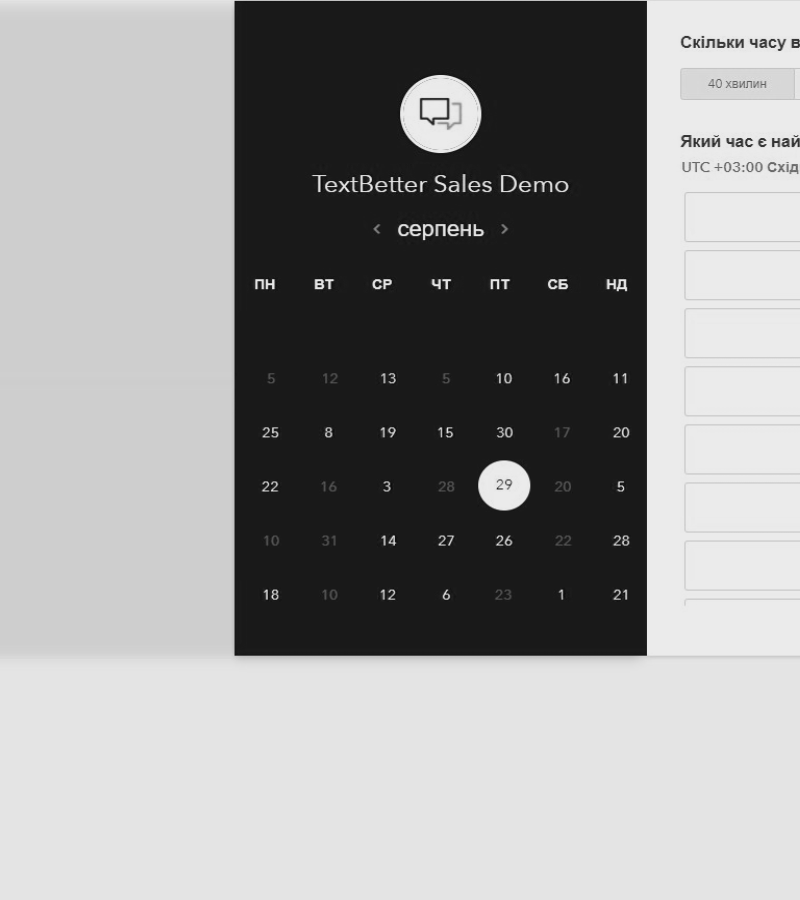 TextBetter Sales Demo
серпень
ПН ВТ СР ЧТ ПТ СБ НД
5 12 13 5 10 16 11
25 8 19 15 30 17 20
22 16 3 28 29 20 5
10 31 14 27 26 22 28
18 10 12 6 23 1 21
Скільки часу в
40 хвилин
Який час є най
UTC +03:00 Схід